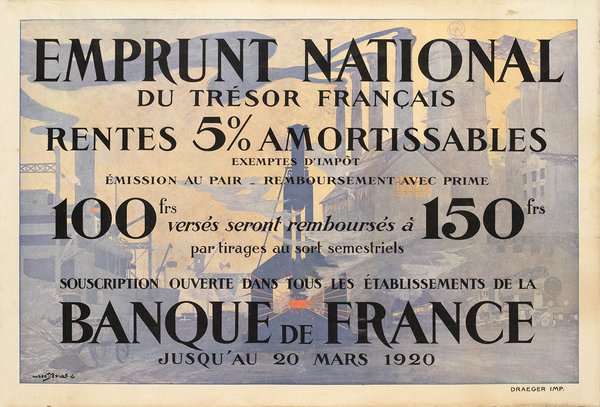 EMPRUNT NATIONAL
DU TRÉSOR FRANÇAIS
RENTES 5% AMORTISSABLES
EXEMPTES D'IMPÔT
ÉMISSION AU PAIR _ REMBOURSEMENT AVEC PRIME
100 frs versés seront remboursés à 150 frs
par tirages au sort semestriels
SOUSCRIPTION OUVERTE DANS TOUS LES ÉTABLISSEMENTS DE LA
BANQUE DE FRANCE
JUSQU'AU 20 MARS 1920
DRAEGER IMP.